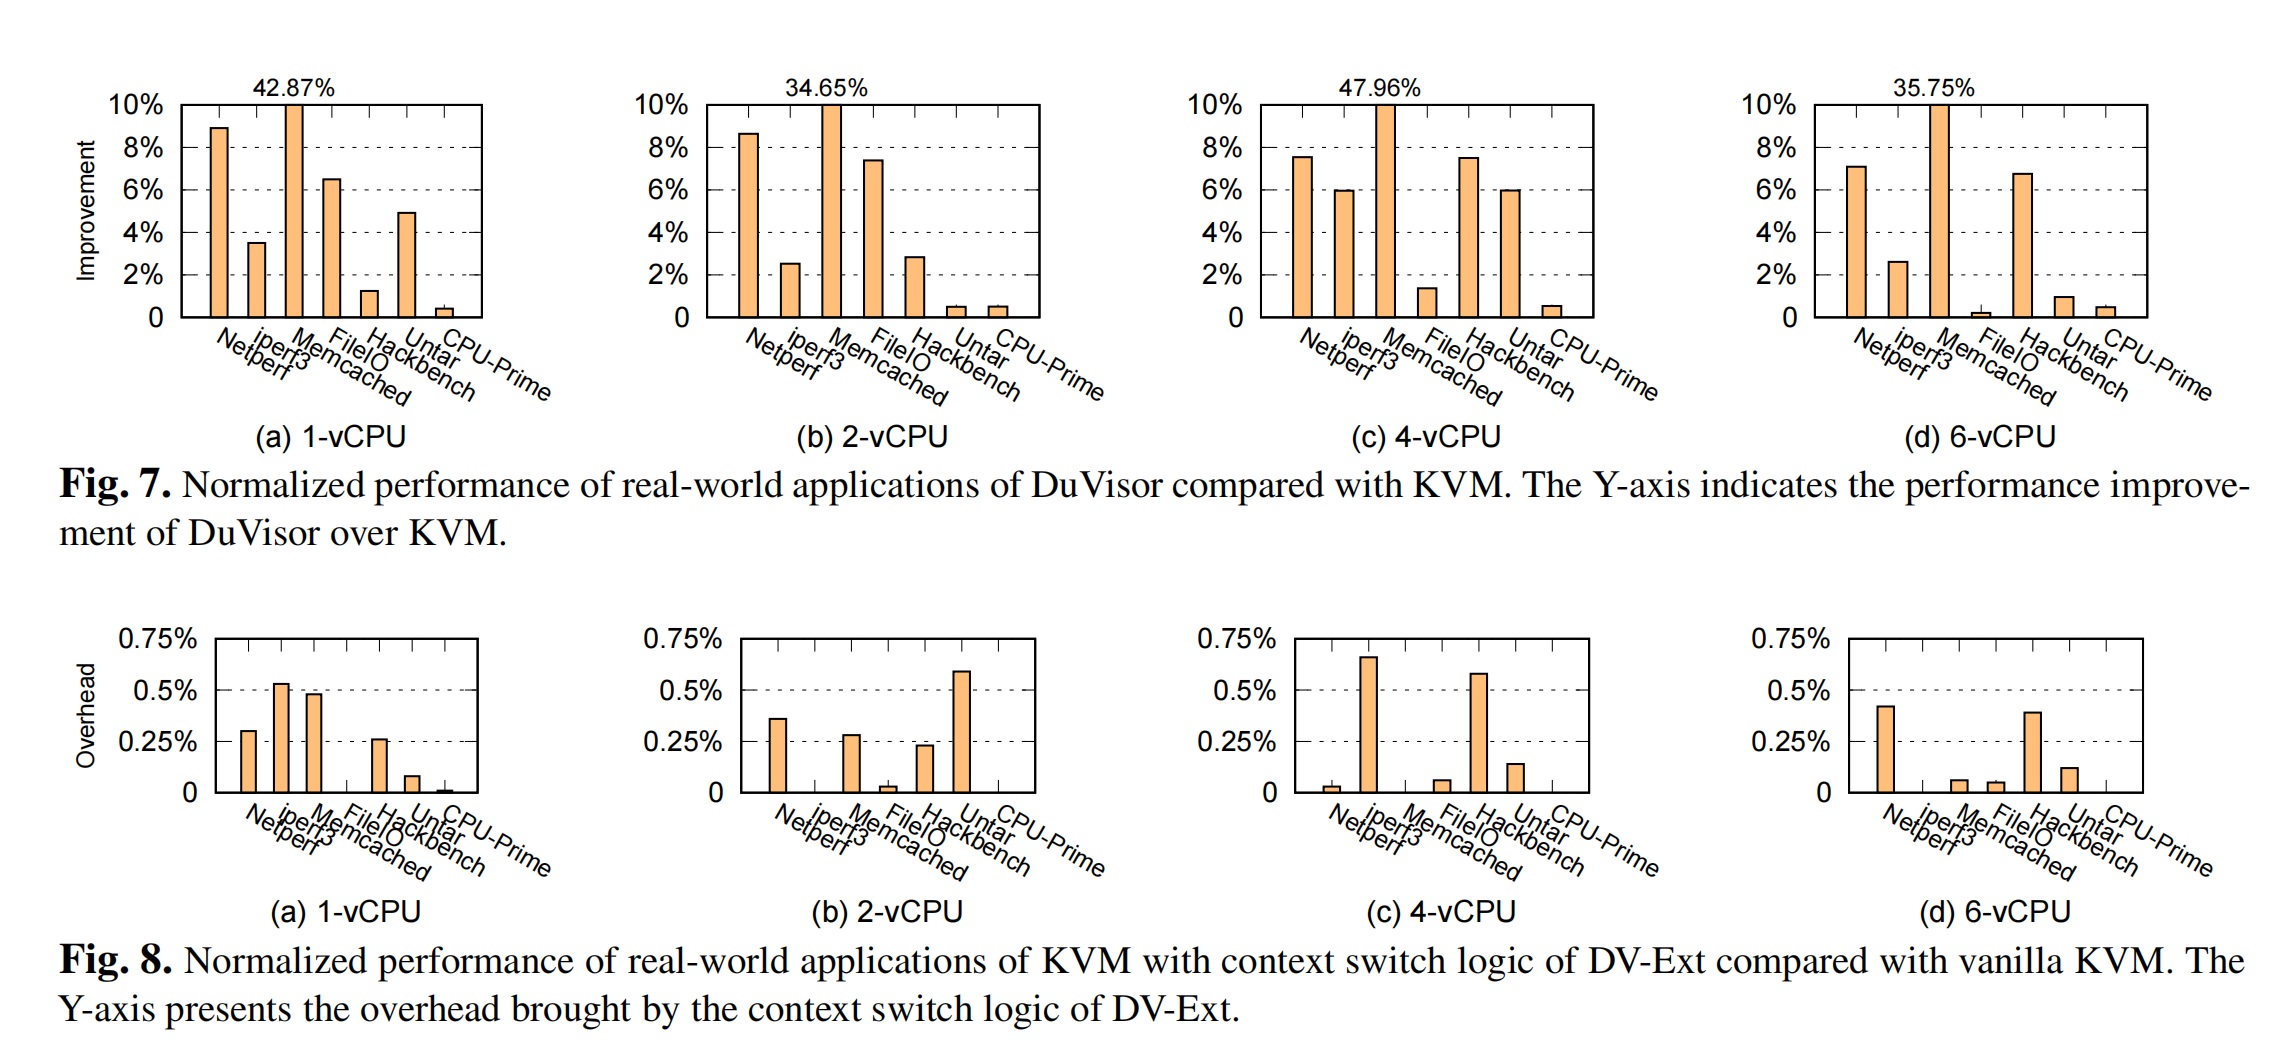 42.87% 34.65% 47.96% 35.75%
10% 10% 10% 10%
8% 8% 8% 8%
6% 6% 6% 6%
4% 4% 4% 4%
2% 2% 2% 2%
0 0 0 0
Improvement
Netperf iperf3 Memcached FileIO Hackbench Untar CPU-Prime
Netperf iperf3 Memcached FileIO Hackbench Untar CPU-Prime
Netperf iperf3 Memcached FileIO Hackbench Untar CPU-Prime
Netperf iperf3 Memcached FileIO Hackbench Untar CPU-Prime
(a) 1-vCPU (b) 2-vCPU (c) 4-vCPU (d) 6-vCPU
Fig. 7. Normalized performance of real-world applications of DuVisor compared with KVM. The Y-axis indicates the performance improve-
ment of DuVisor over KVM.
0.75% 0.75% 0.75% 0.75%
0.5% 0.5% 0.5% 0.5%
0.25% 0.25% 0.25% 0.25%
0 0 0 0
Overhead
Netperf iperf3 Memcached FileIO Hackbench Untar CPU-Prime
Netperf iperf3 Memcached FileIO Hackbench Untar CPU-Prime
Netperf iperf3 Memcached FileIO Hackbench Untar CPU-Prime
Netperf iperf3 Memcached FileIO Hackbench Untar CPU-Prime
(a) 1-vCPU (b) 2-vCPU (c) 4-vCPU (d) 6-vCPU
Fig. 8. Normalized performance of real-world applications of KVM with context switch logic of DV-Ext compared with vanilla KVM. The
Y-axis presents the overhead brought by the context switch logic of DV-Ext.